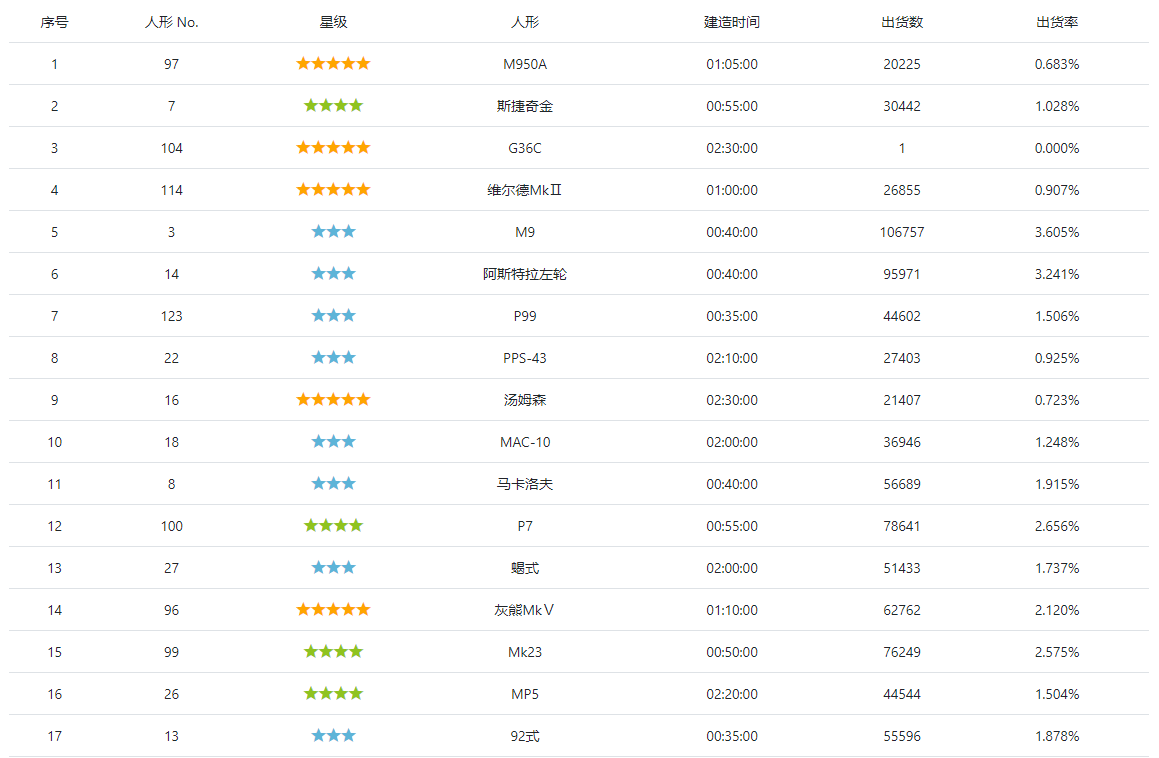 序号 人形 No. 星级 人形 建造时间 出货数 出货率
1 97 ★★★★★ M950A 01:05:00 20225 0.683%
2 7 ★★★★ 斯捷奇金 00:55:00 30442 1.028%
3 104 ★★★★★ G36C 02:30:00 1 0.000%
4 114 ★★★★★ 维尔德MkⅡ 01:00:00 26855 0.907%
5 3 ★★★ M9 00:40:00 106757 3.605%
6 14 ★★★ 阿斯特拉左轮 00:40:00 95971 3.241%
7 123 ★★★ P99 00:35:00 44602 1.506%
8 22 ★★★ PPS-43 02:10:00 27403 0.925%
9 16 ★★★★★ 汤姆森 02:30:00 21407 0.723%
10 18 ★★★ MAC-10 02:00:00 36946 1.248%
11 8 ★★★ 马卡洛夫 00:40:00 56689 1.915%
12 100 ★★★★ P7 00:55:00 78641 2.656%
13 27 ★★★ 蝎式 02:00:00 51433 1.737%
14 96 ★★★★★ 灰熊MkⅤ 01:10:00 62762 2.120%
15 99 ★★★★ Mk23 00:50:00 76249 2.575%
16 26 ★★★★ MP5 02:20:00 44544 1.504%
17 13 ★★★ 92式 00:35:00 55596 1.878%